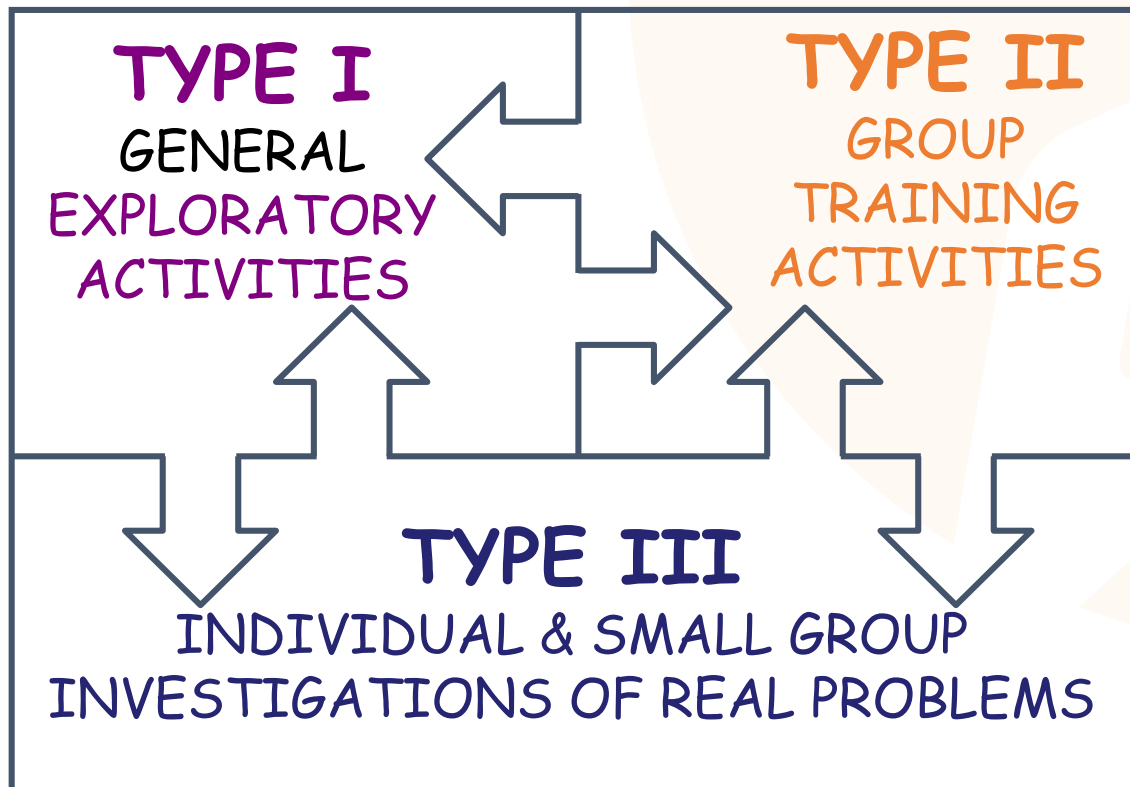 TYPE I
GENERAL
EXPLORATORY
ACTIVITIES
TYPE II
GROUP
TRAINING
ACTIVITIES
TYPE III
INDIVIDUAL & SMALL GROUP
INVESTIGATIONS OF REAL PROBLEMS